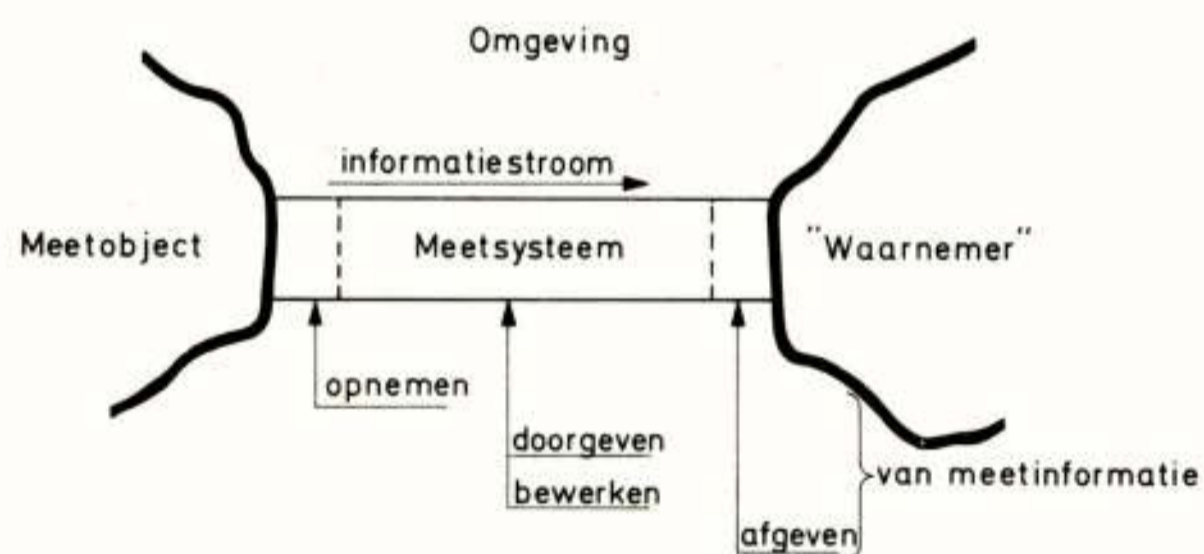 Omgeving
informatiestroom
Meetobject
Meetsysteem
"Waarnemer"
opnemen
doorgeven
bewerken
van meetinformatie
afgeven